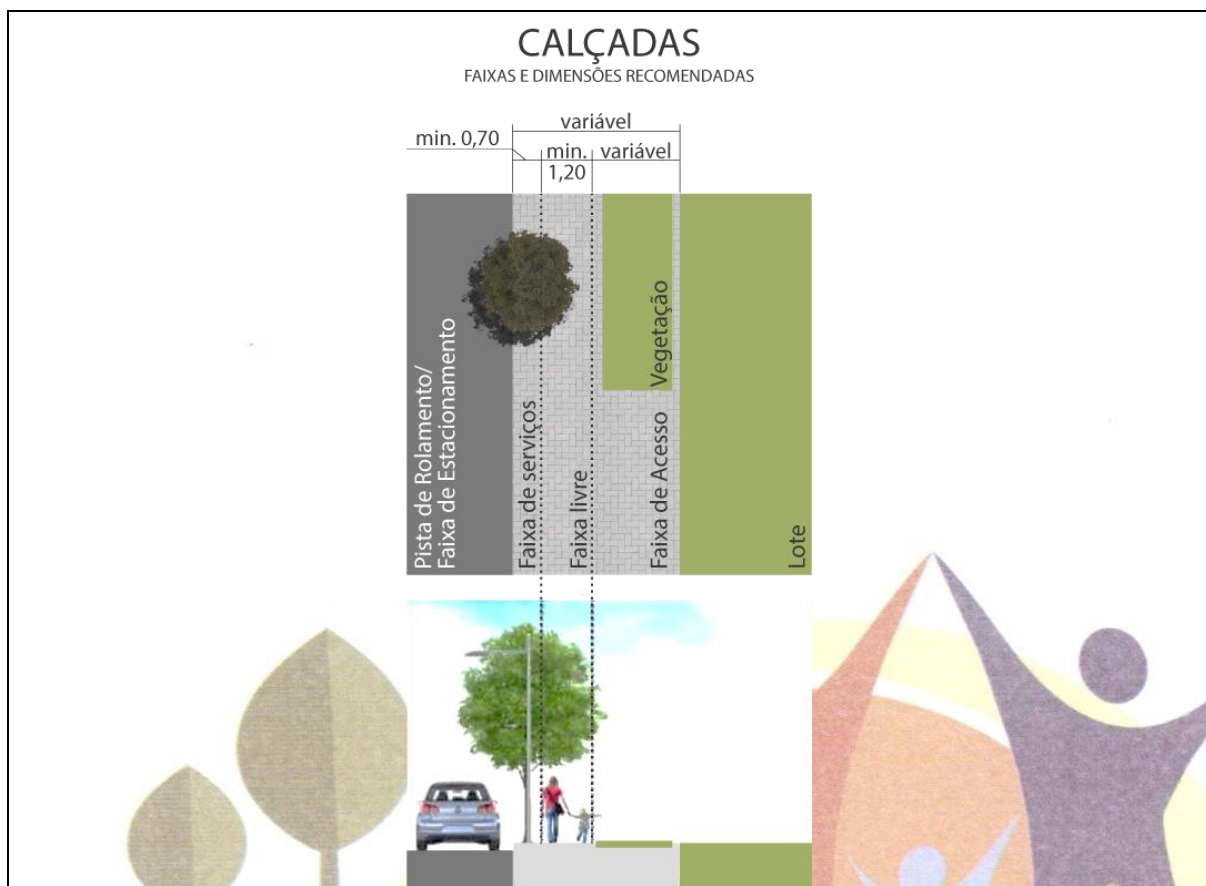 CALÇADAS
FAIXAS E DIMENSÕES RECOMENDADAS
variável
min. 0,70
min.
1,20
variável
Pista de Rolamento/
Faixa de Estacionamento
Faixa de serviços
Faixa livre
Faixa de Acesso
Vegetação
Lote